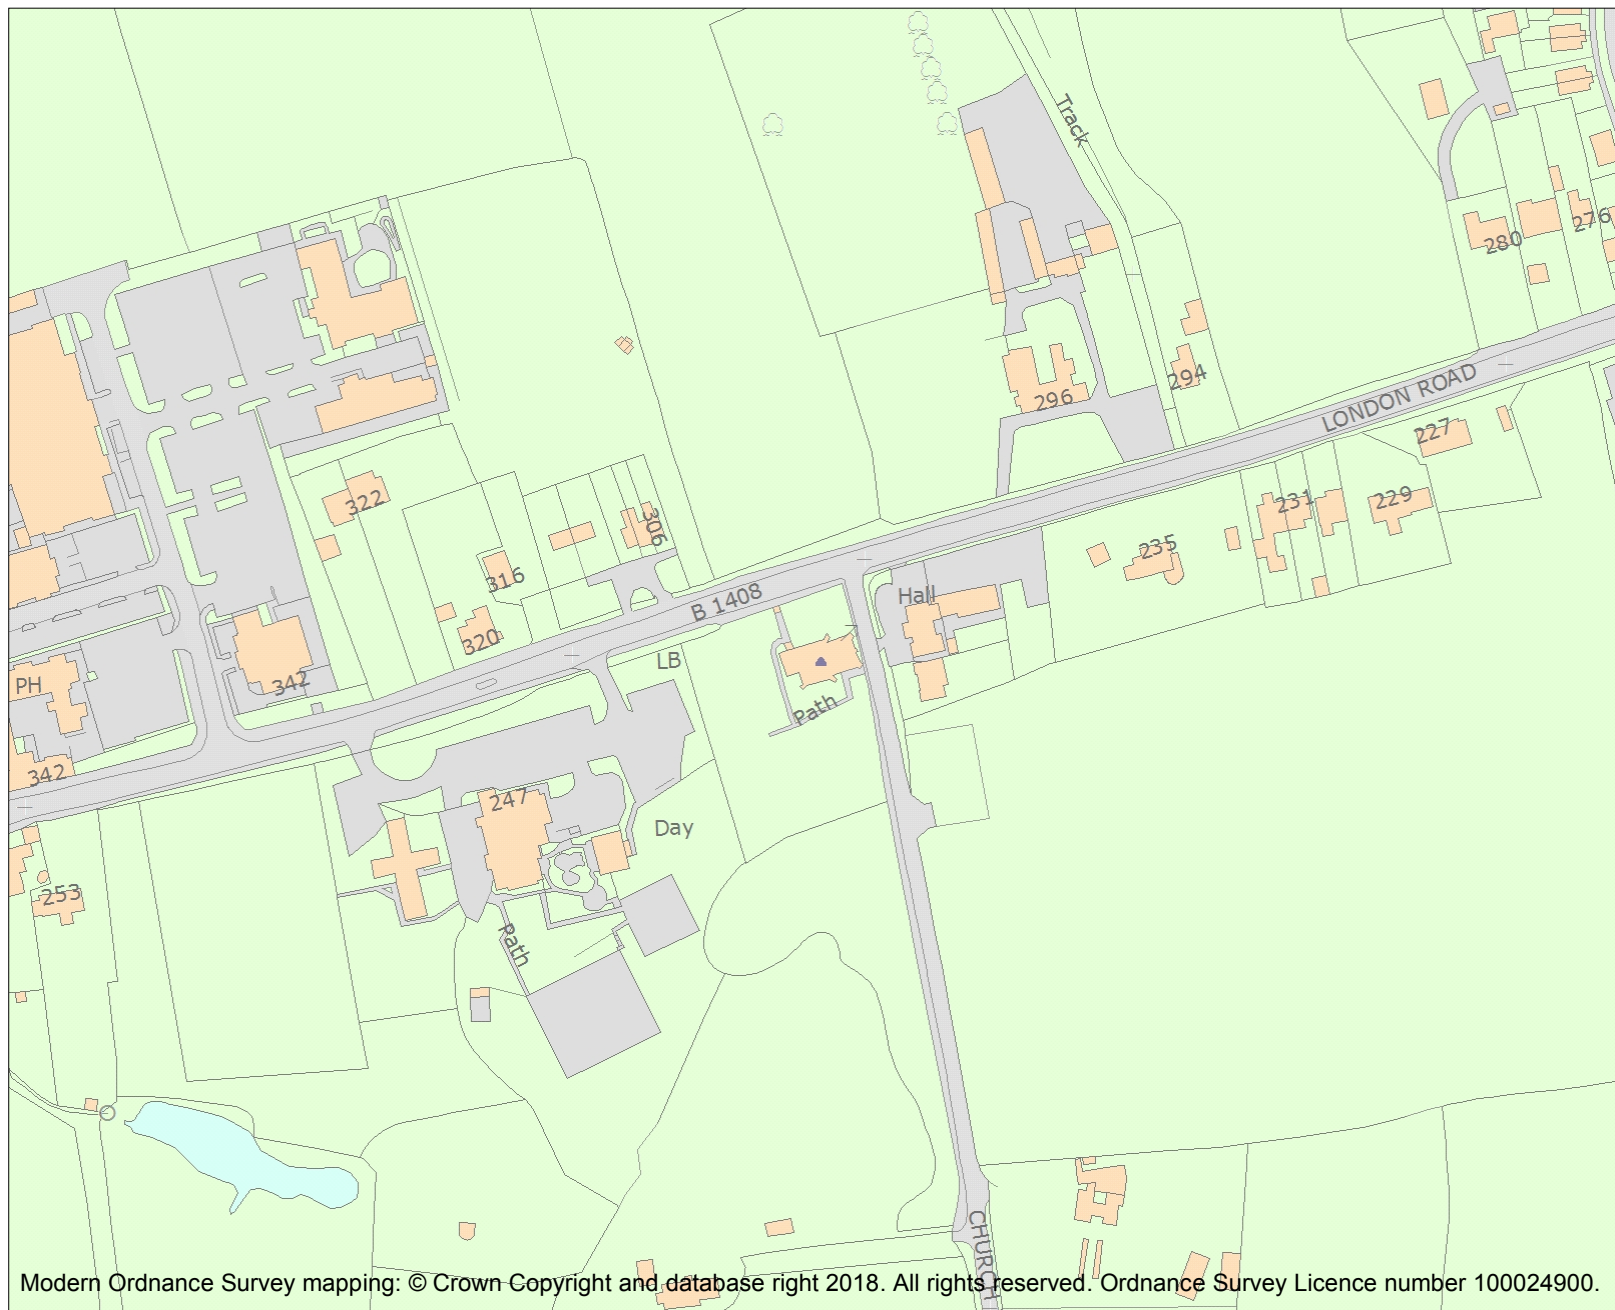 Track
276
280
294
296
LONDON ROAD
227
322
306
231
229
235
316
B 1408
Hall
320
LB
342
PH
Path
342
247
Day
253
Path
CHURCH
Modern Ordnance Survey mapping: © Crown Copyright and database right 2018. All rights reserved. Ordnance Survey Licence number 100024900.